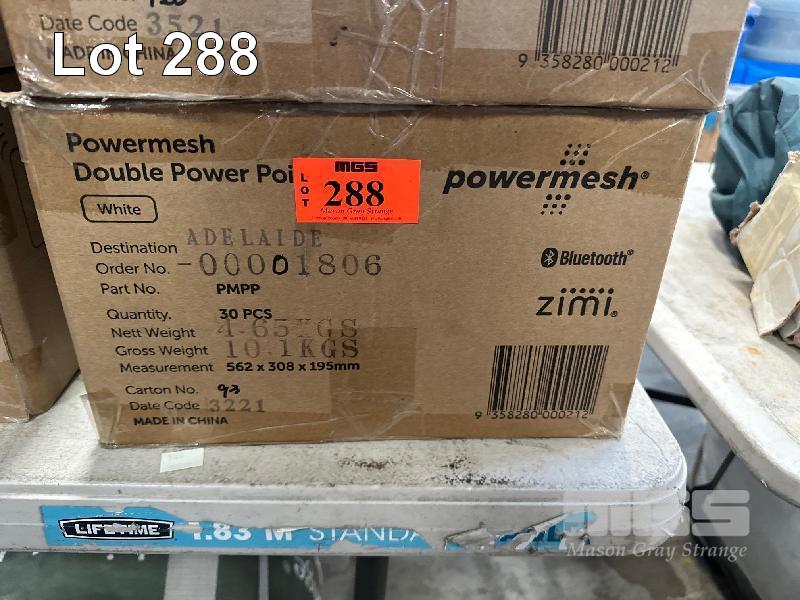 Date Code 3521
MADE IN CHINA
Lot 288
9 358280 000212
Powermesh
Double Power Poi
White
MGS
LOT
288
Mason Gray Strange
powermesh®
Destination ADELAIDE
Order No. -00001806
Part No. PMPP
Bluetooth®
zimi®
Quantity. 30 PCS
Nett Weight
Gross Weight 10.1KGS
Measurement 562 x 308 x 195mm
Carton No. 93
Date Code 3221
MADE IN CHINA
9 358280 000212
LIFETIME
1.83 M STANDA
MGS
Mason Gray Strange